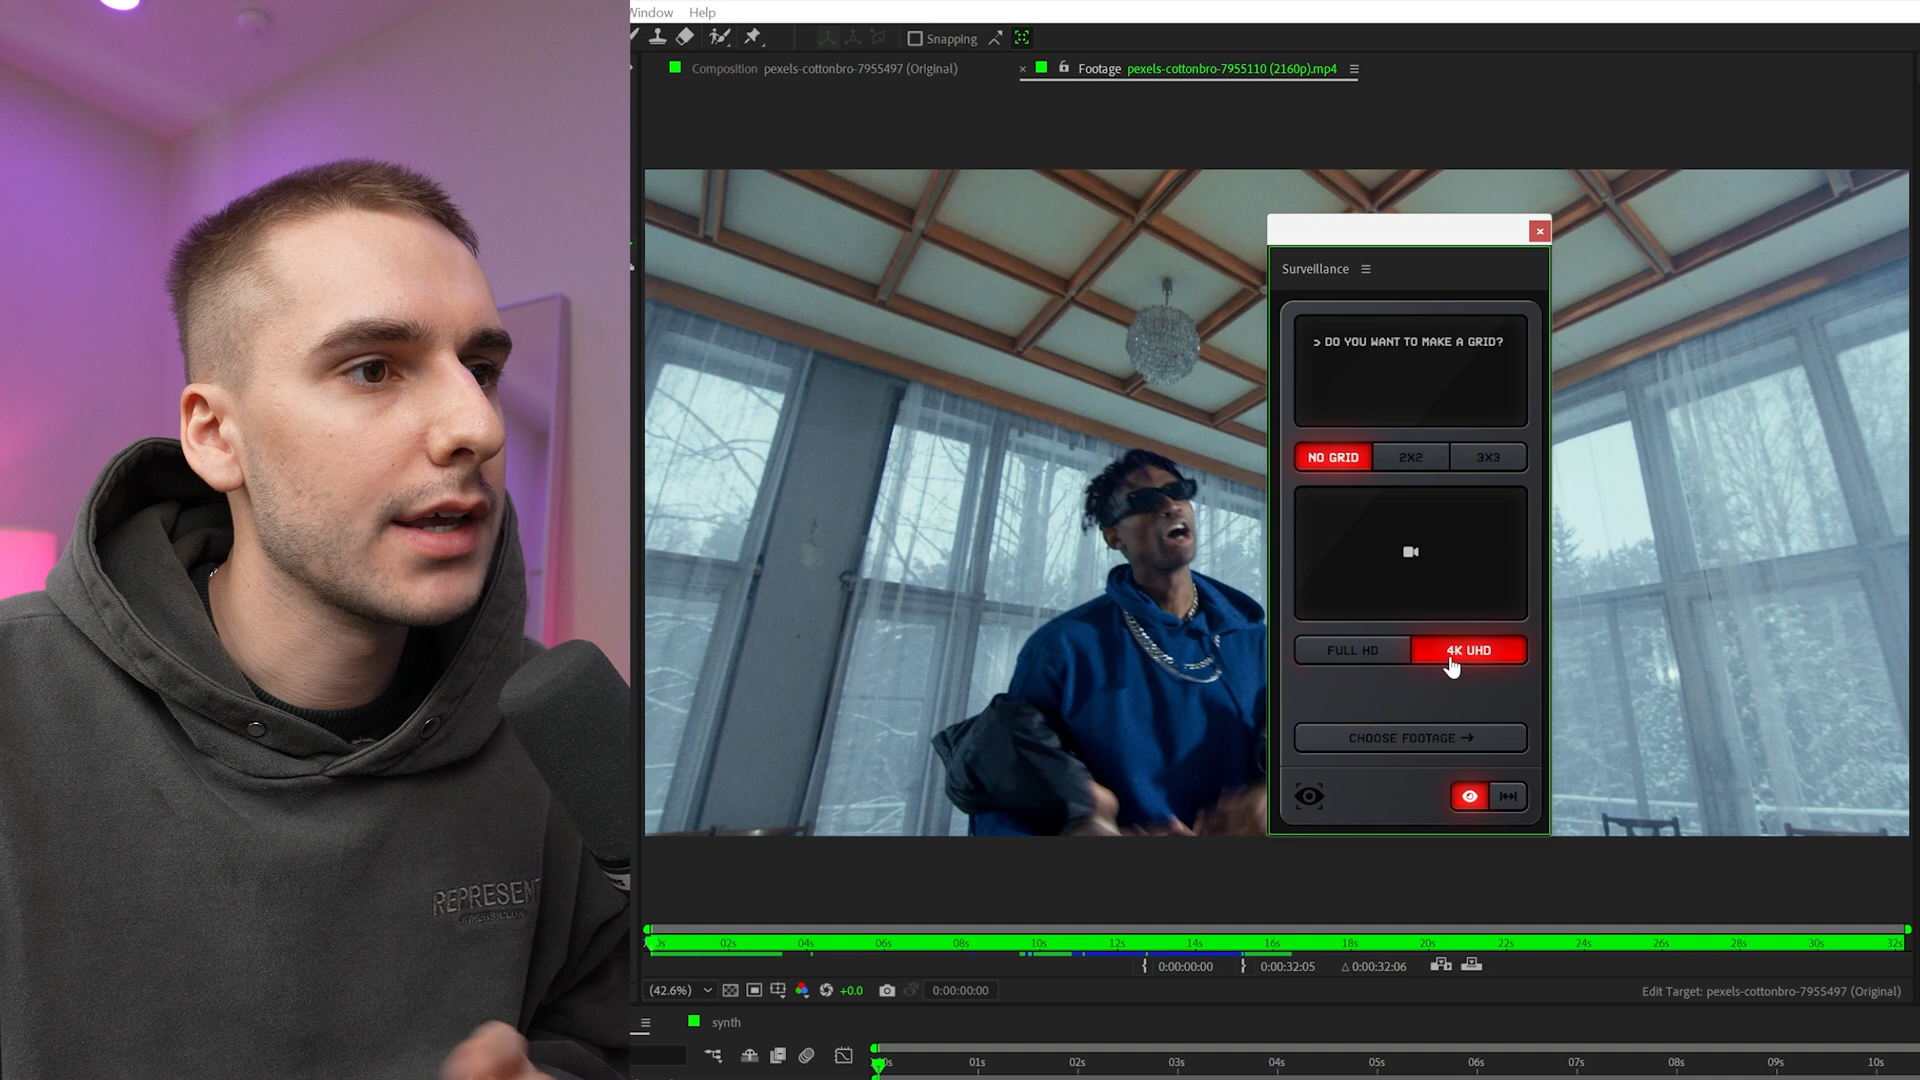 Window Help
Snapping
Composition pexels-cottonbro-7955497 (Original)
× Footage pexels-cottonbro-7955110 (2160p).mp4
Surveillance
DO YOU WANT TO MAKE A GRID?
NO GRID 2X2 3X3
FULL HD 4K UHD
CHOOSE FOOTAGE →
REPRESENT
OWNERS CLUB
02s 04s 06s 08s 10s 12s 14s 16s 18s 20s 22s 24s 26s 28s 30s 32s
{ 0:00:00:00 } 0:00:32:05 Δ 0:00:32:06
(42.6%) +0.0 0:00:00:00
Edit Target: pexels-cottonbro-7955497 (Original)
synth
01s 02s 03s 04s 05s 06s 07s 08s 09s 10s